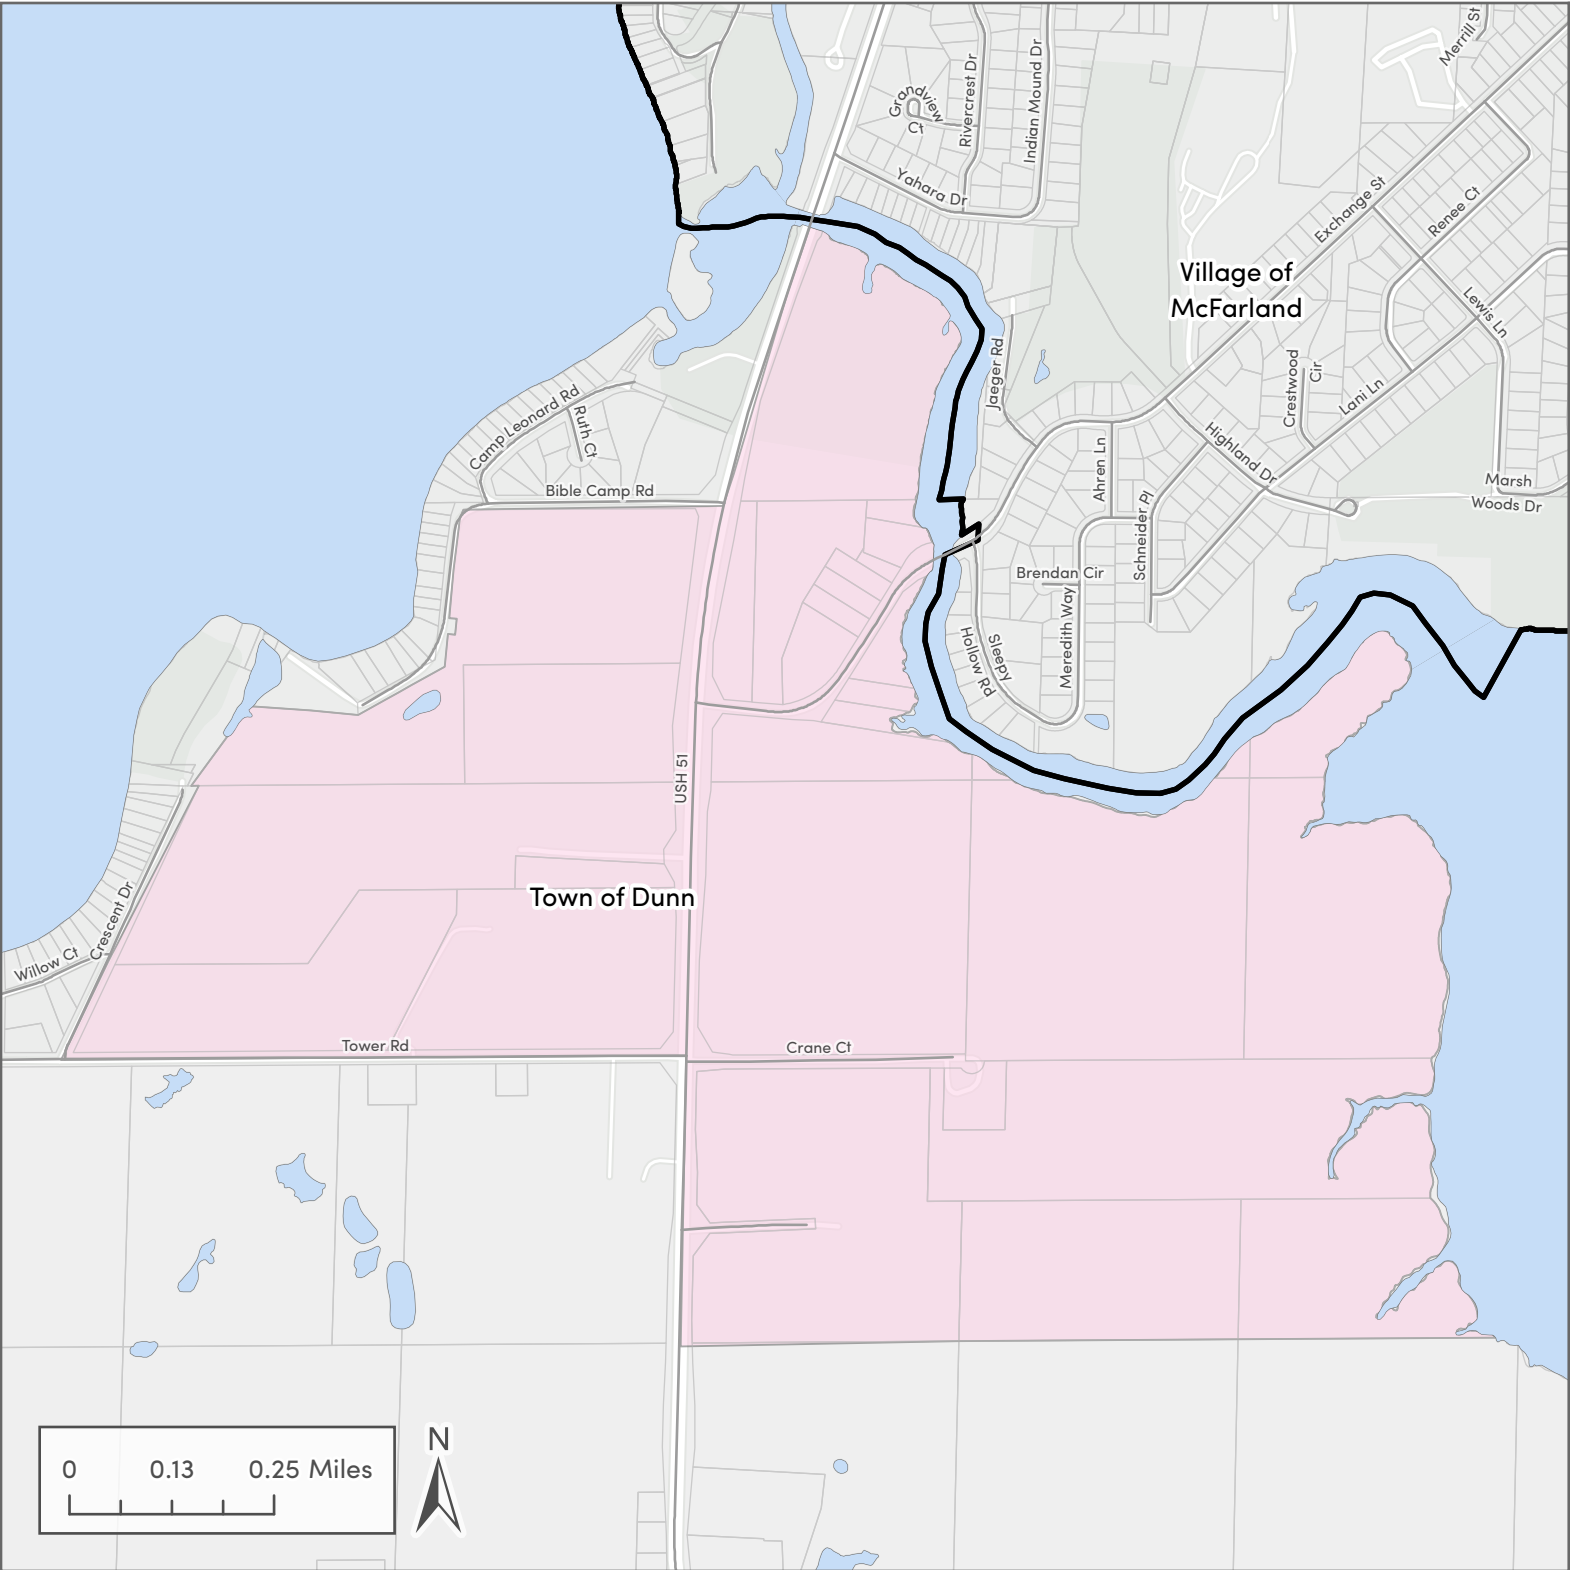 Merrill St
Grandview
Ct
Rivercrest Dr
Indian Mound Dr
Yahara Dr
Exchange St
Renee Ct
Village of
McFarland
Lewis Ln
Jaeger Rd
Crestwood
Cir
Lani Ln
Camp Leonard Rd
Ruth Ct
Highland Dr
Ahren Ln
Bible Camp Rd
Marsh
Woods Dr
Schneider Pl
Brendan Cir
Meredith Way
Sleepy
Hollow Rd
USH 51
Town of Dunn
Crescent Dr
Willow Ct
Tower Rd
Crane Ct
N
0 0.13 0.25 Miles